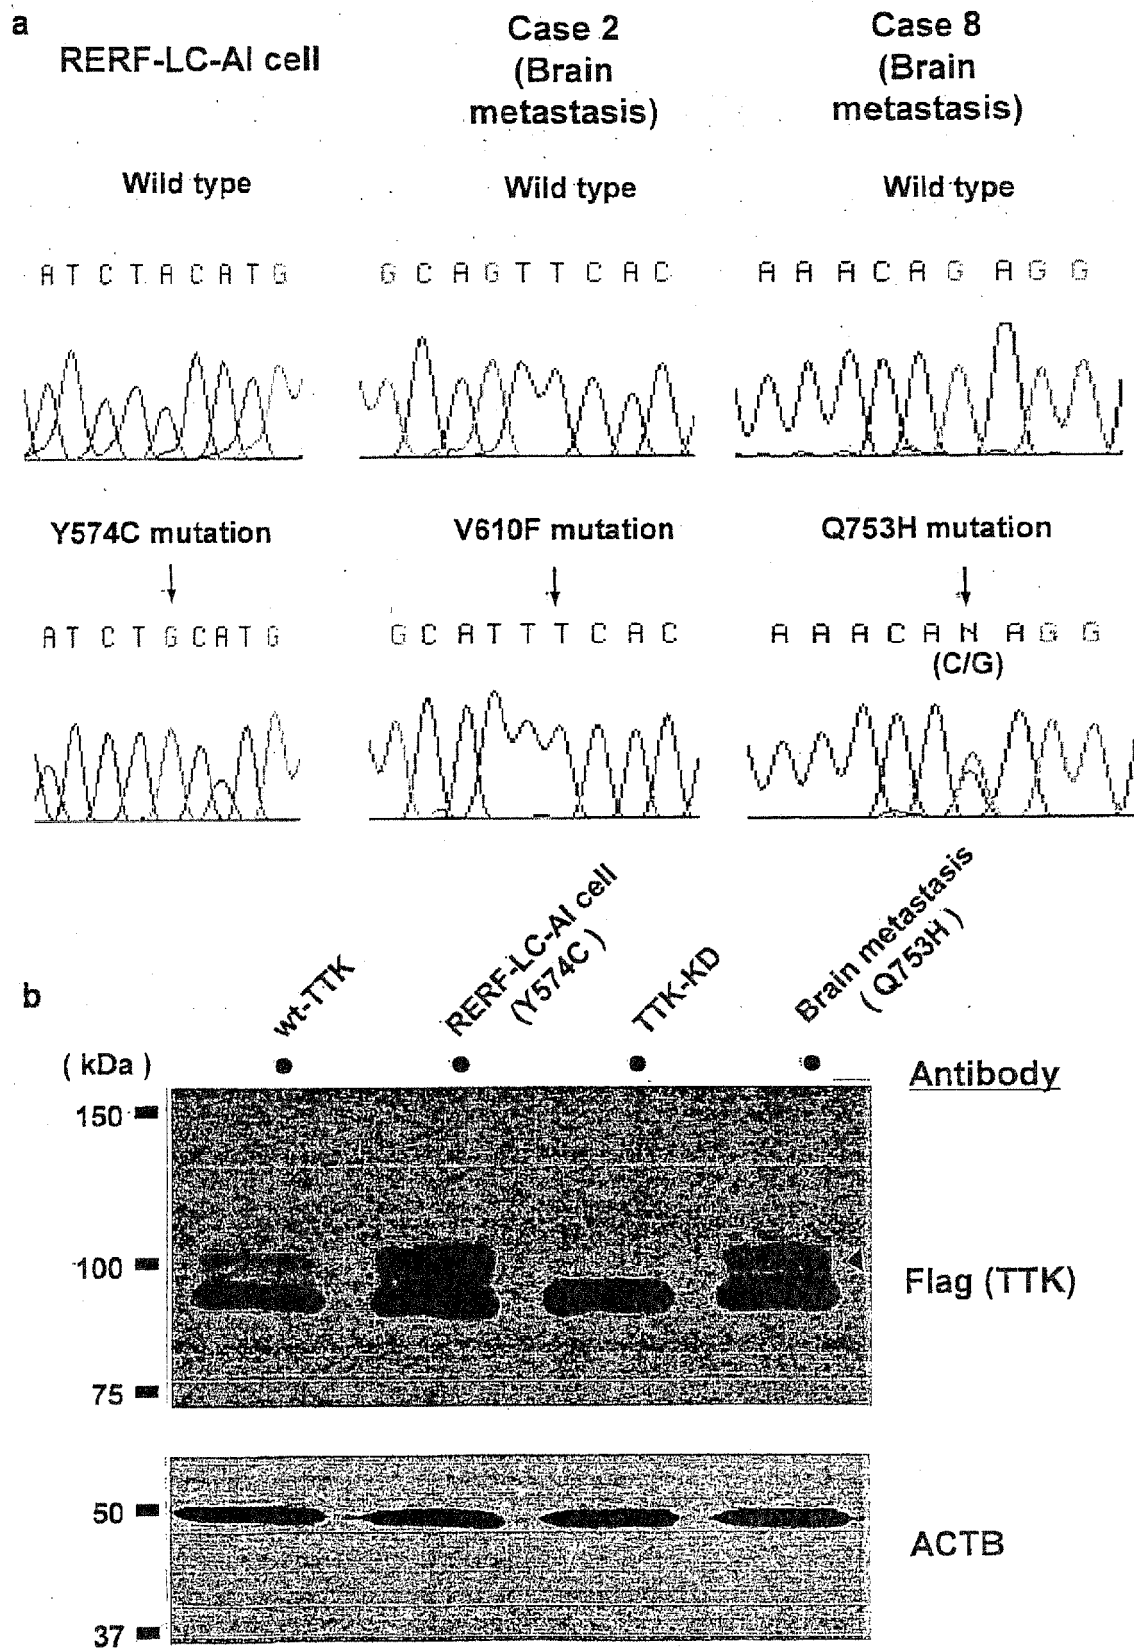 a
RERF-LC-AI cell
Case 2
(Brain
metastasis)
Case 8
(Brain
metastasis)
Wild type
Wild type
Wild type
A T C T A C A T G
G C A G T T C A C
A A A C A G A G G
Y574C mutation
V610F mutation
Q753H mutation
A T C T G C A T G
G C A T T T C A C
A A A C A N A G G
(C/G)
b
wt-TTK
RERF-LC-AI cell
(Y574C)
TTK-KD
Brain metastasis
( Q753H )
( kDa )
Antibody
150
100
Flag (TTK)
75
50
ACTB
37